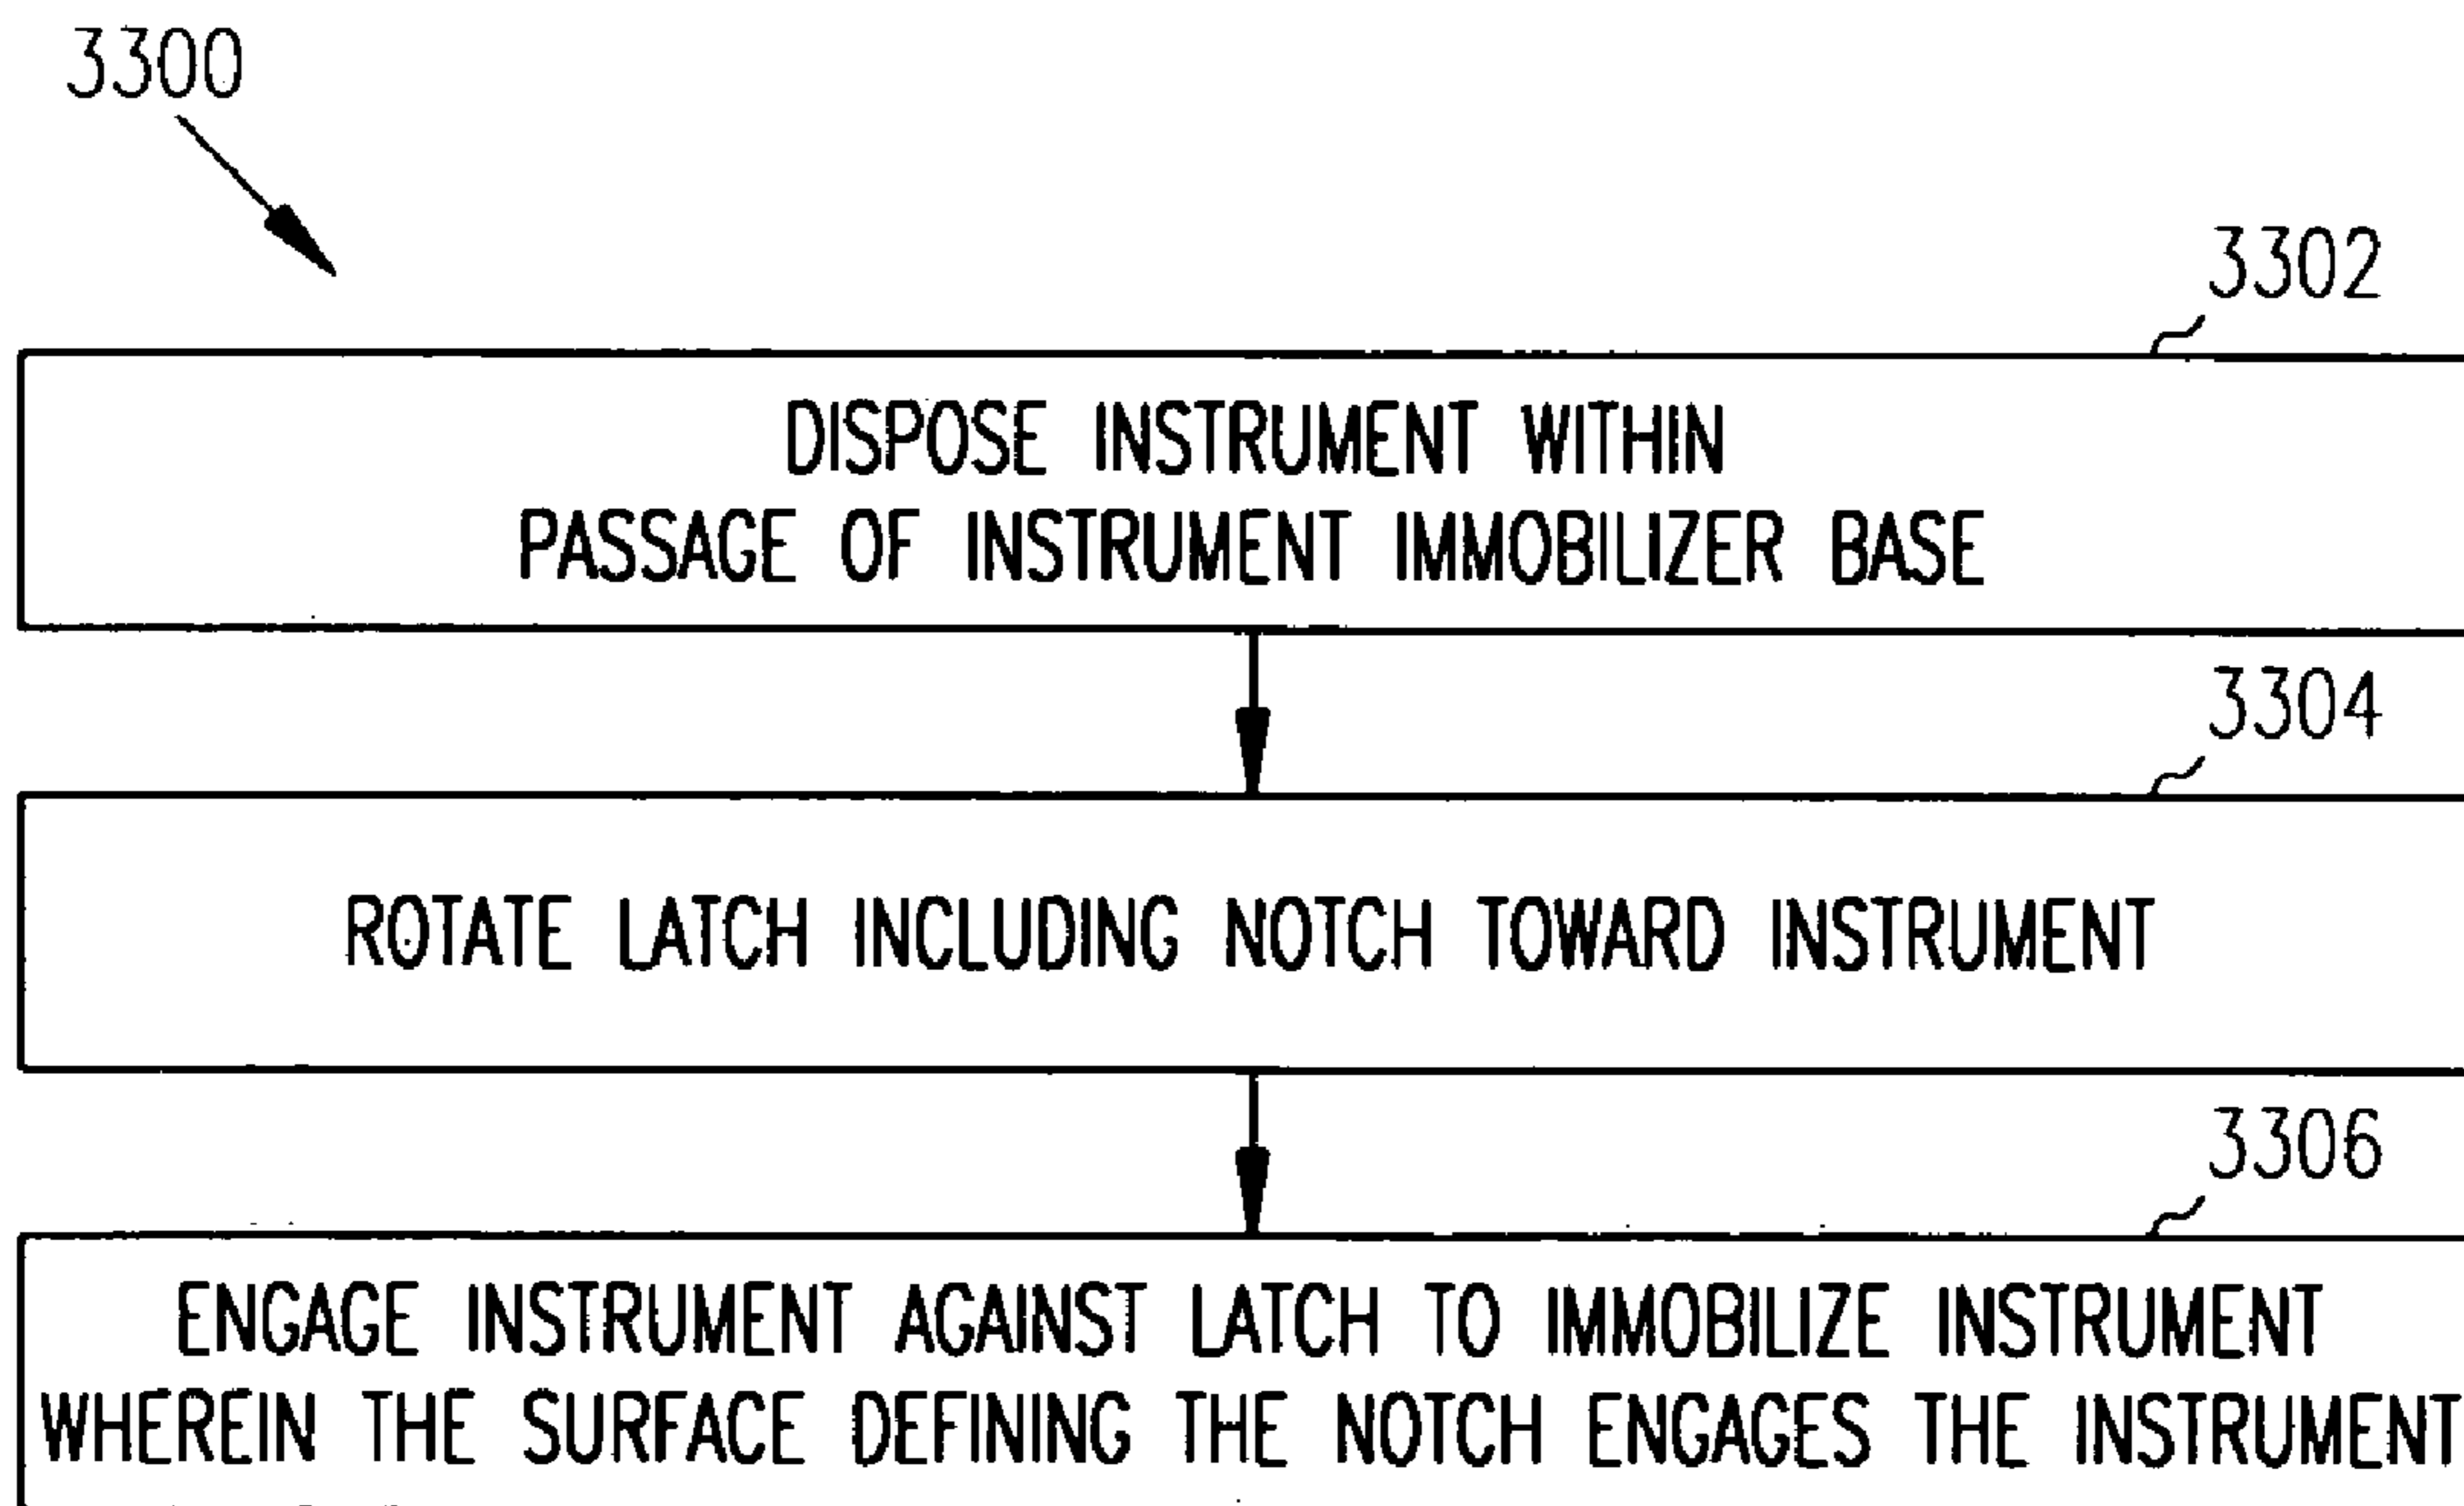 3300
3302
DISPOSE INSTRUMENT WITHIN
PASSAGE OF INSTRUMENT IMMOBILIZER BASE
3304
ROTATE LATCH INCLUDING NOTCH TOWARD INSTRUMENT
3306
ENGAGE INSTRUMENT AGAINST LATCH TO IMMOBILIZE INSTRUMENT
WHEREIN THE SURFACE DEFINING THE NOTCH ENGAGES THE INSTRUMENT